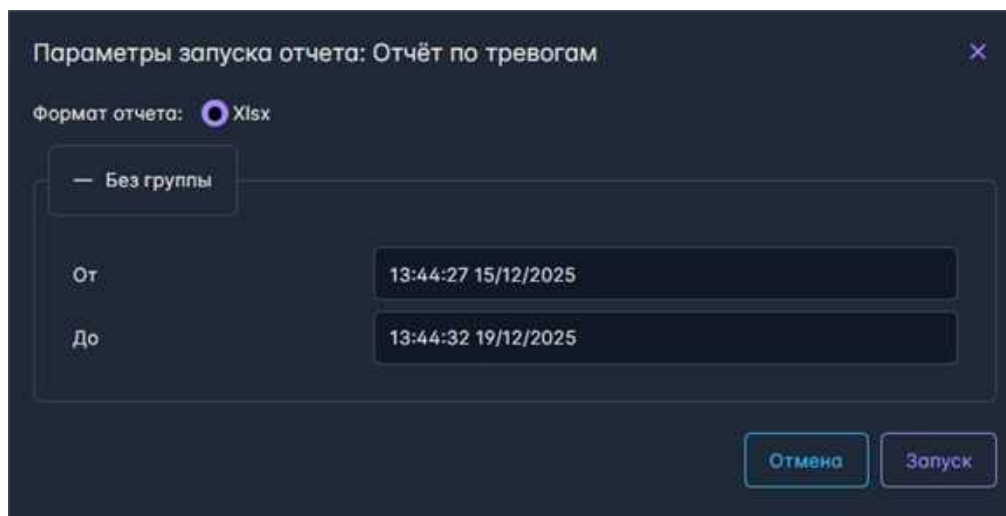 Параметры запуска отчета: Отчёт по тревогам
Формат отчета: Xlsx
— Без группы
От 13:44:27 15/12/2025
До 13:44:32 19/12/2025
Отмена Запуск